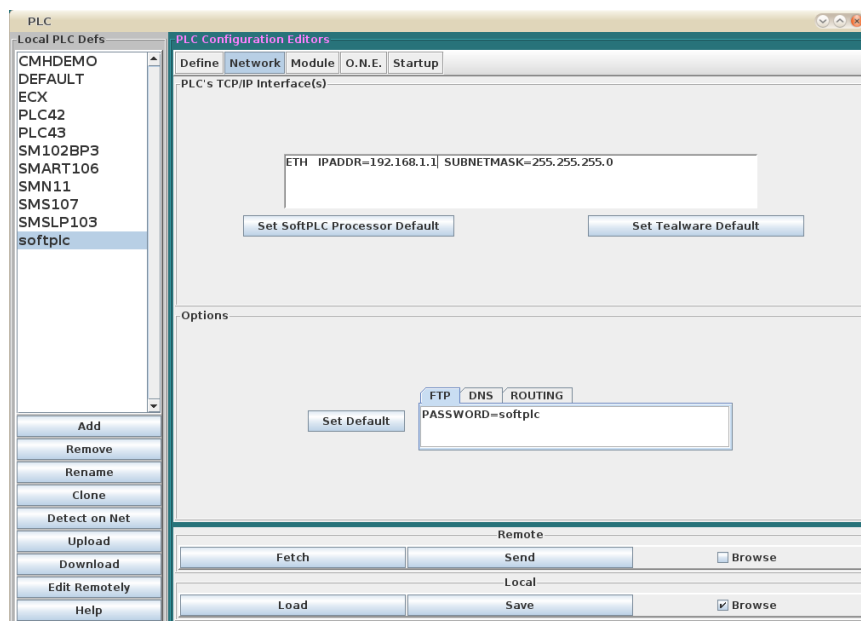 PLC
Local PLC Defs
CMHDEMO
DEFAULT
ECX
PLC42
PLC43
SM102BP3
SMART106
SMN11
SMS107
SMSLP103
softplc
Add
Remove
Rename
Clone
Detect on Net
Upload
Download
Edit Remotely
Help
PLC Configuration Editors
Define Network Module O.N.E. Startup
PLC's TCP/IP Interface(s)
ETH IPADDR=192.168.1.1 SUBNETMASK=255.255.255.0
Set SoftPLC Processor Default Set Tealware Default
Options
FTP DNS ROUTING
Set Default
PASSWORD=softplc
Remote
Fetch Send Browse
Local
Load Save Browse